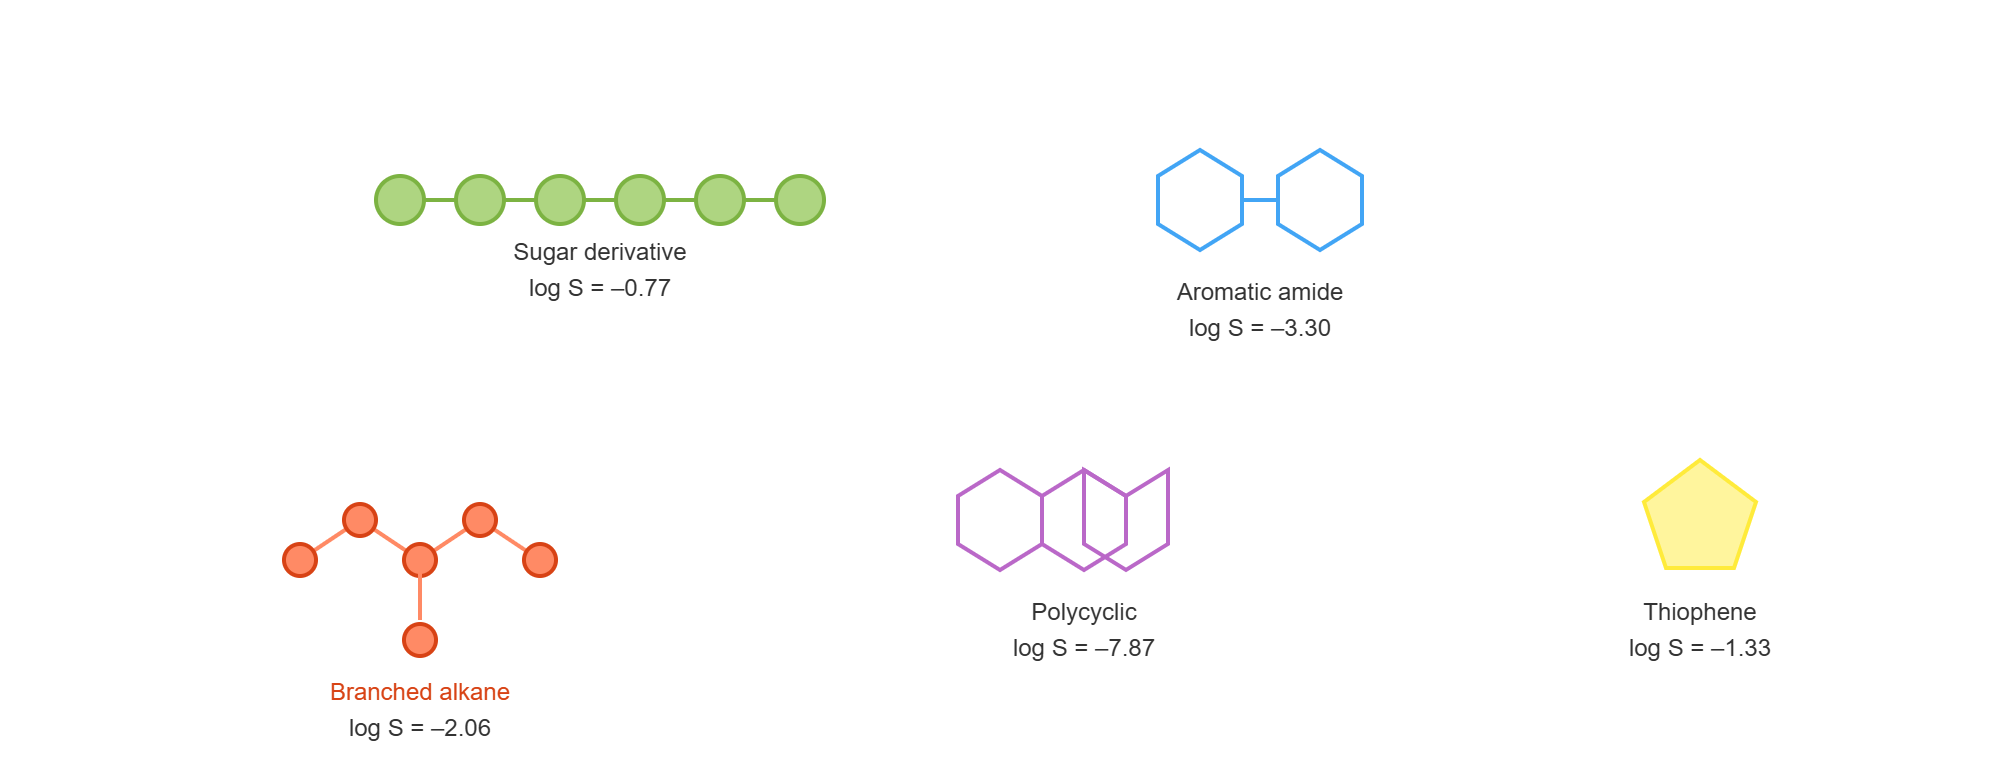 Sugar derivative
log S = –0.77
Aromatic amide
log S = –3.30
Branched alkane
log S = –2.06
Polycyclic
log S = –7.87
Thiophene
log S = –1.33